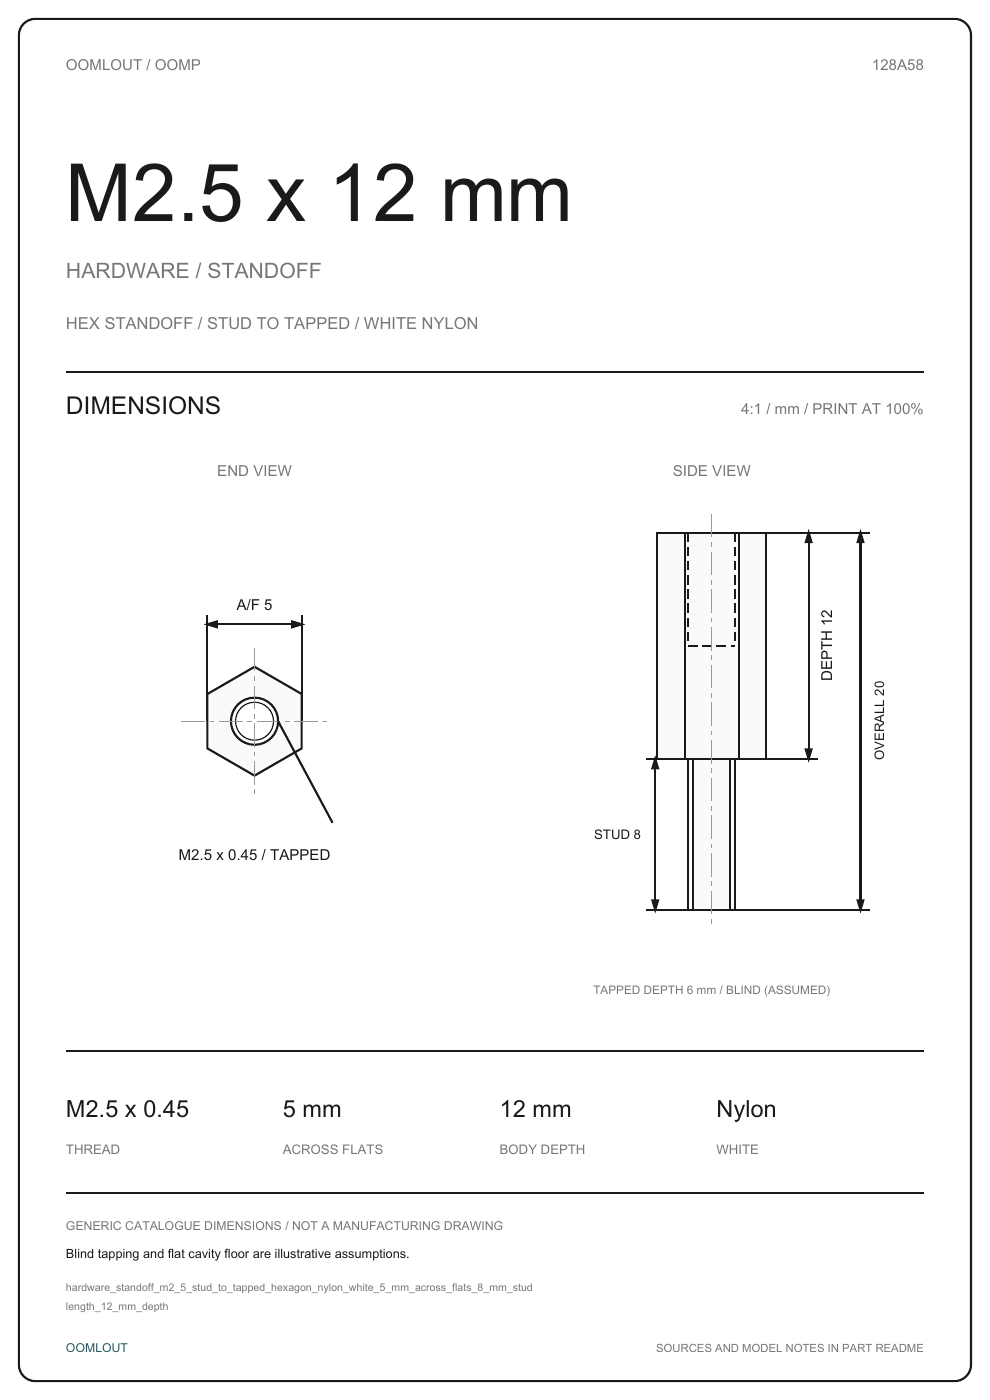 OOMLOUT / OOMP
128A58
M2.5 x 12 mm
HARDWARE / STANDOFF
HEX STANDOFF / STUD TO TAPPED / WHITE NYLON
DIMENSIONS
4:1 / mm / PRINT AT 100%
END VIEW
SIDE VIEW
A/F 5
M2.5 x 0.45 / TAPPED
DEPTH 12
OVERALL 20
STUD 8
TAPPED DEPTH 6 mm / BLIND (ASSUMED)
M2.5 x 0.45
5 mm
12 mm
Nylon
THREAD
ACROSS FLATS
BODY DEPTH
WHITE
GENERIC CATALOGUE DIMENSIONS / NOT A MANUFACTURING DRAWING
Blind tapping and flat cavity floor are illustrative assumptions.
hardware_standoff_m2_5_stud_to_tapped_hexagon_nylon_white_5_mm_across_flats_8_mm_stud
length_12_mm_depth
OOMLOUT
SOURCES AND MODEL NOTES IN PART README